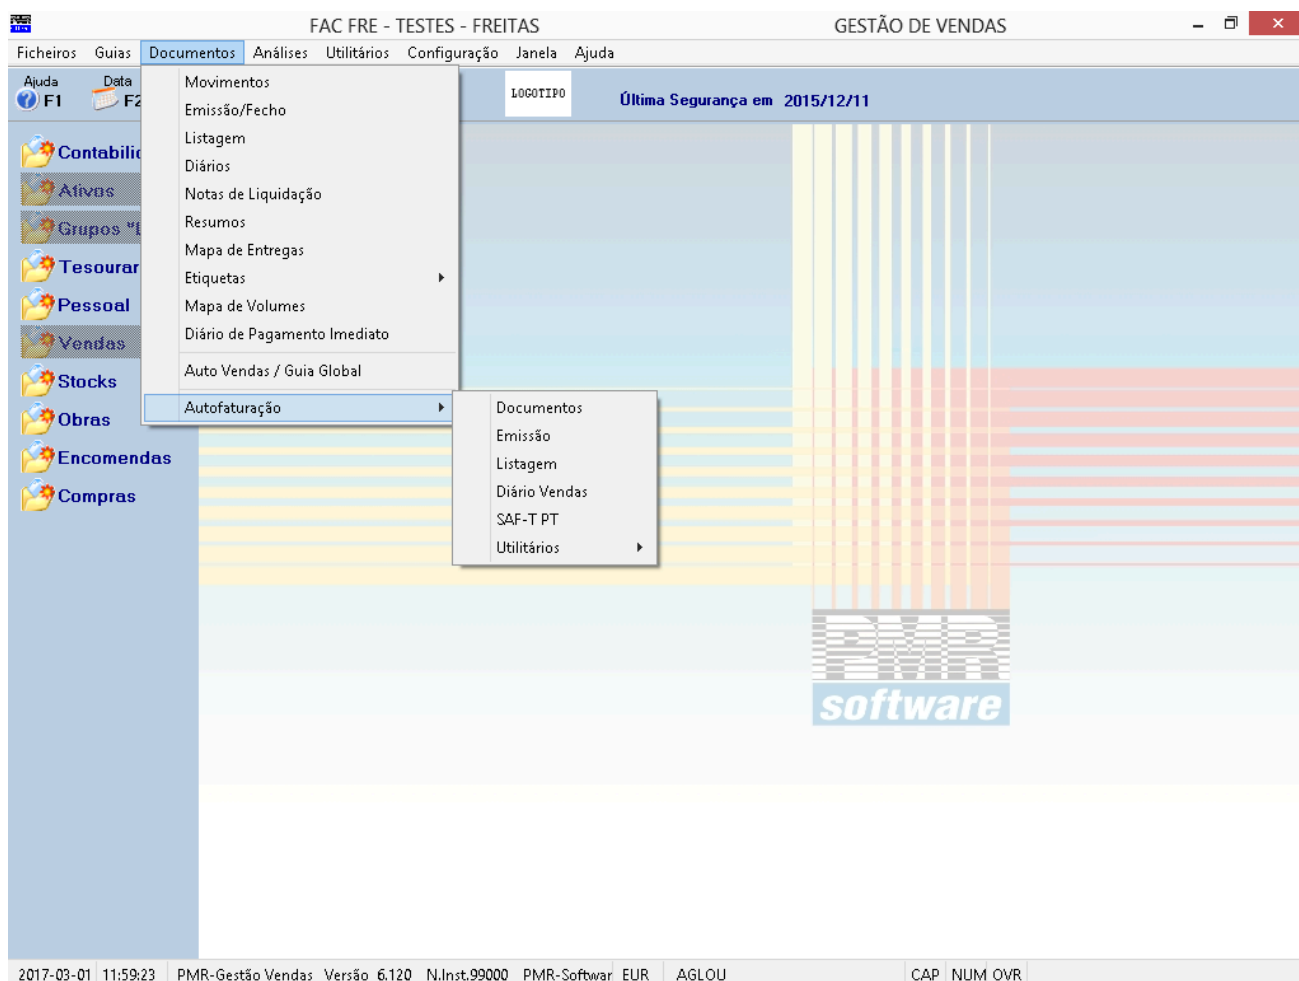 FAC FRE - TESTES - FREITAS GESTÃO DE VENDAS
Ficheiros Guias Documentos Análises Utilitários Configuração Janela Ajuda
Ajuda F1 Data F2
LOGOTIPO
Última Segurança em 2015/12/11
Movimentos
Emissão/Fecho
Listagem
Diários
Notas de Liquidação
Resumos
Mapa de Entregas
Etiquetas
Mapa de Volumes
Diário de Pagamento Imediato
Auto Vendas / Guia Global
Autofaturação
Documentos
Emissão
Listagem
Diário Vendas
SAF-T PT
Utilitários
Contabilic
Ativos
Grupos "L
Tesourar
Pessoal
Vendas
Stocks
Obras
Encomendas
Compras
PMR
software
2017-03-01 11:59:23 PMR-Gestão Vendas Versão 6.120 N.Inst.99000 PMR-Softwar EUR AGLOU CAP NUM OVR